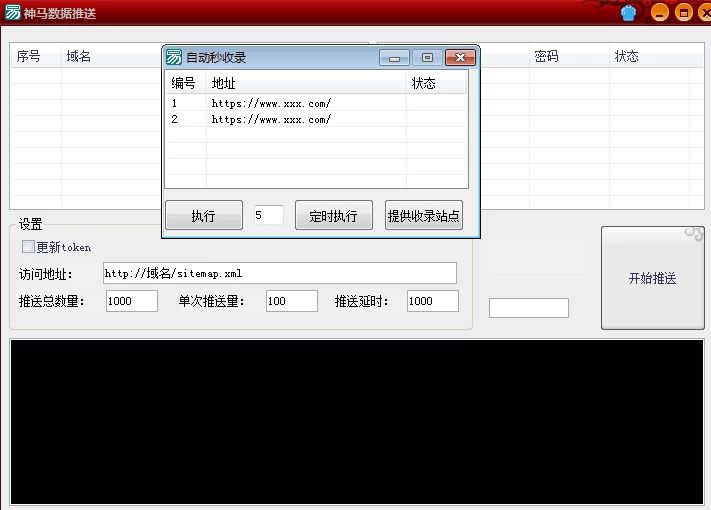 神马数据推送
序号 域名 密码 状态
自动秒收录
编号 地址 状态
1 https://www.xxx.com/
2 https://www.xxx.com/
执行 5 定时执行 提供收录站点
设置
更新token
访问地址: http://域名/sitemap.xml
推送总数量: 1000 单次推送量: 100 推送延时: 1000
开始推送